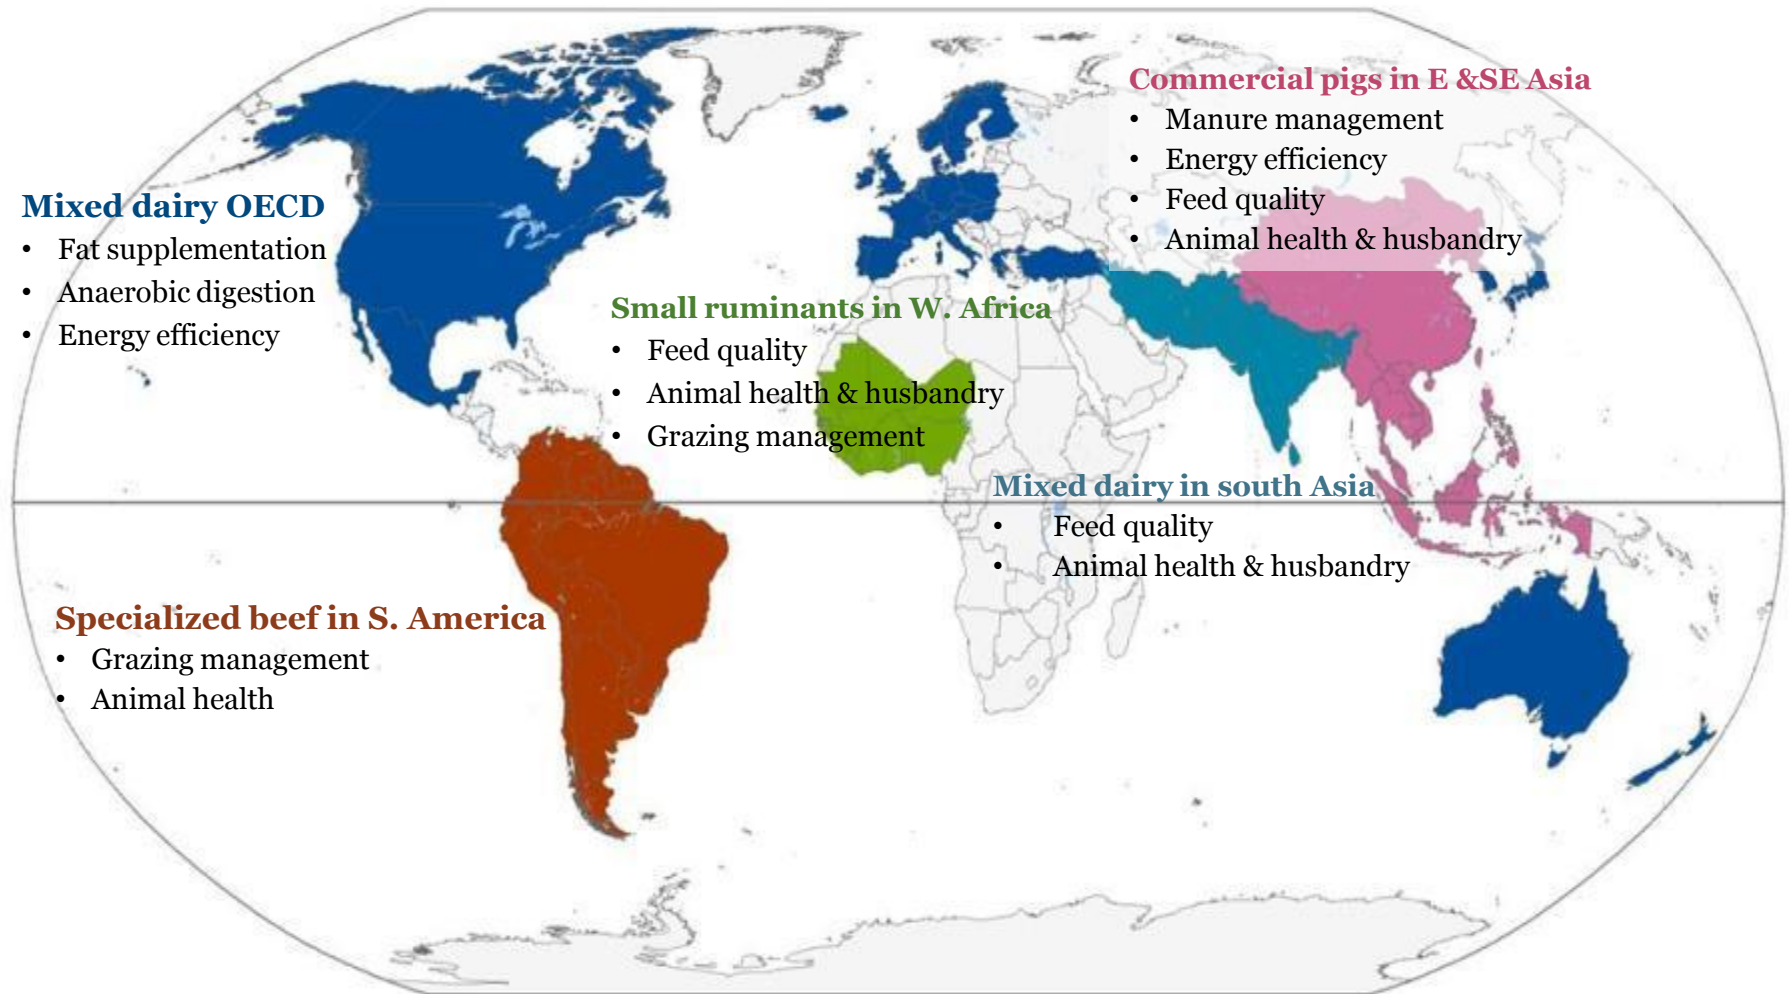 Commercial pigs in E &SE Asia
• Manure management
• Energy efficiency
• Feed quality
• Animal health & husbandry
Mixed dairy OECD
• Fat supplementation
• Anaerobic digestion
• Energy efficiency
Small ruminants in W. Africa
• Feed quality
• Animal health & husbandry
• Grazing management
Mixed dairy in south Asia
• Feed quality
• Animal health & husbandry
Specialized beef in S. America
• Grazing management
• Animal health